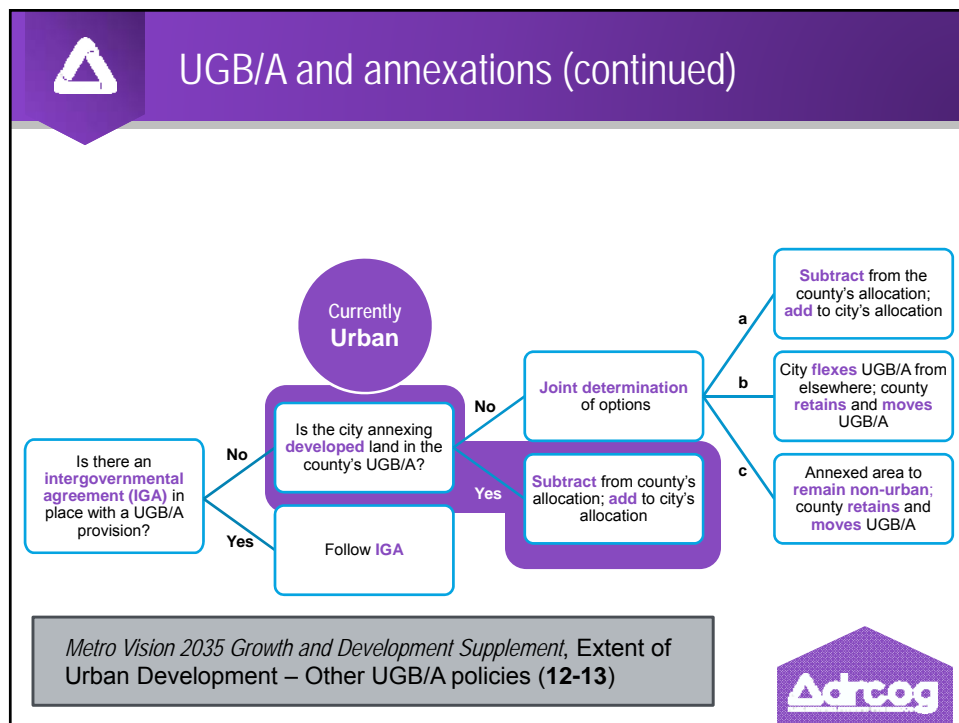 UGB/A and annexations (continued)
Currently
Urban
Is there an
intergovernmental
agreement (IGA) in
place with a UGB/A
provision?
No
Yes
Is the city annexing
developed land in the
county's UGB/A?
Follow IGA
No
Yes
Joint determination
of options
Subtract from county's
allocation; add to city's
allocation
a
b
c
Subtract from the
county's allocation;
add to city's allocation
City flexes UGB/A from
elsewhere; county
retains and moves
UGB/A
Annexed area to
remain non-urban;
county retains and
moves UGB/A
Metro Vision 2035 Growth and Development Supplement, Extent of
Urban Development – Other UGB/A policies (12-13)
drcog